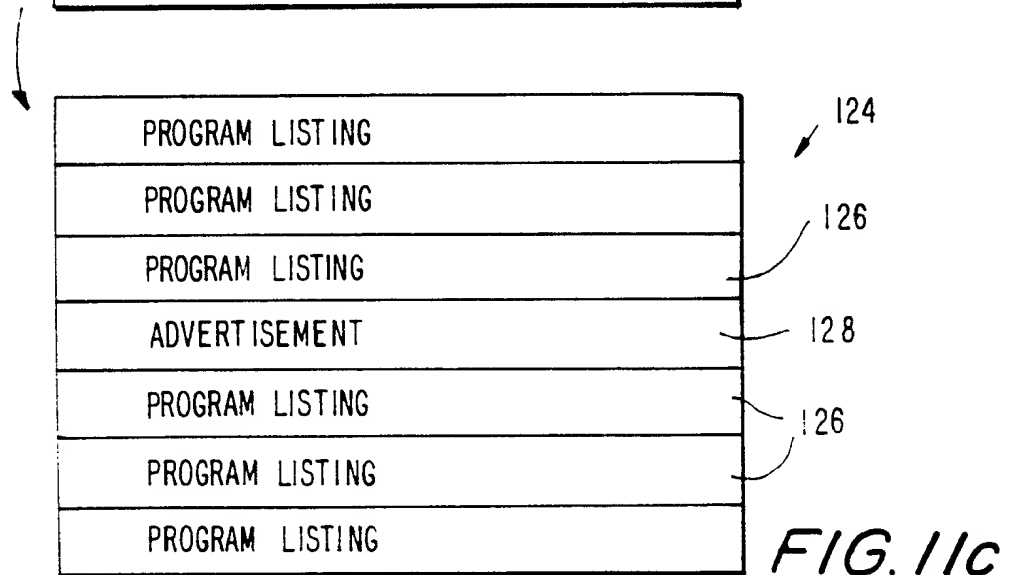 124
PROGRAM LISTING
PROGRAM LISTING
126
PROGRAM LISTING
ADVERTISEMENT
128
PROGRAM LISTING
126
PROGRAM LISTING
PROGRAM LISTING
FIG. 11c